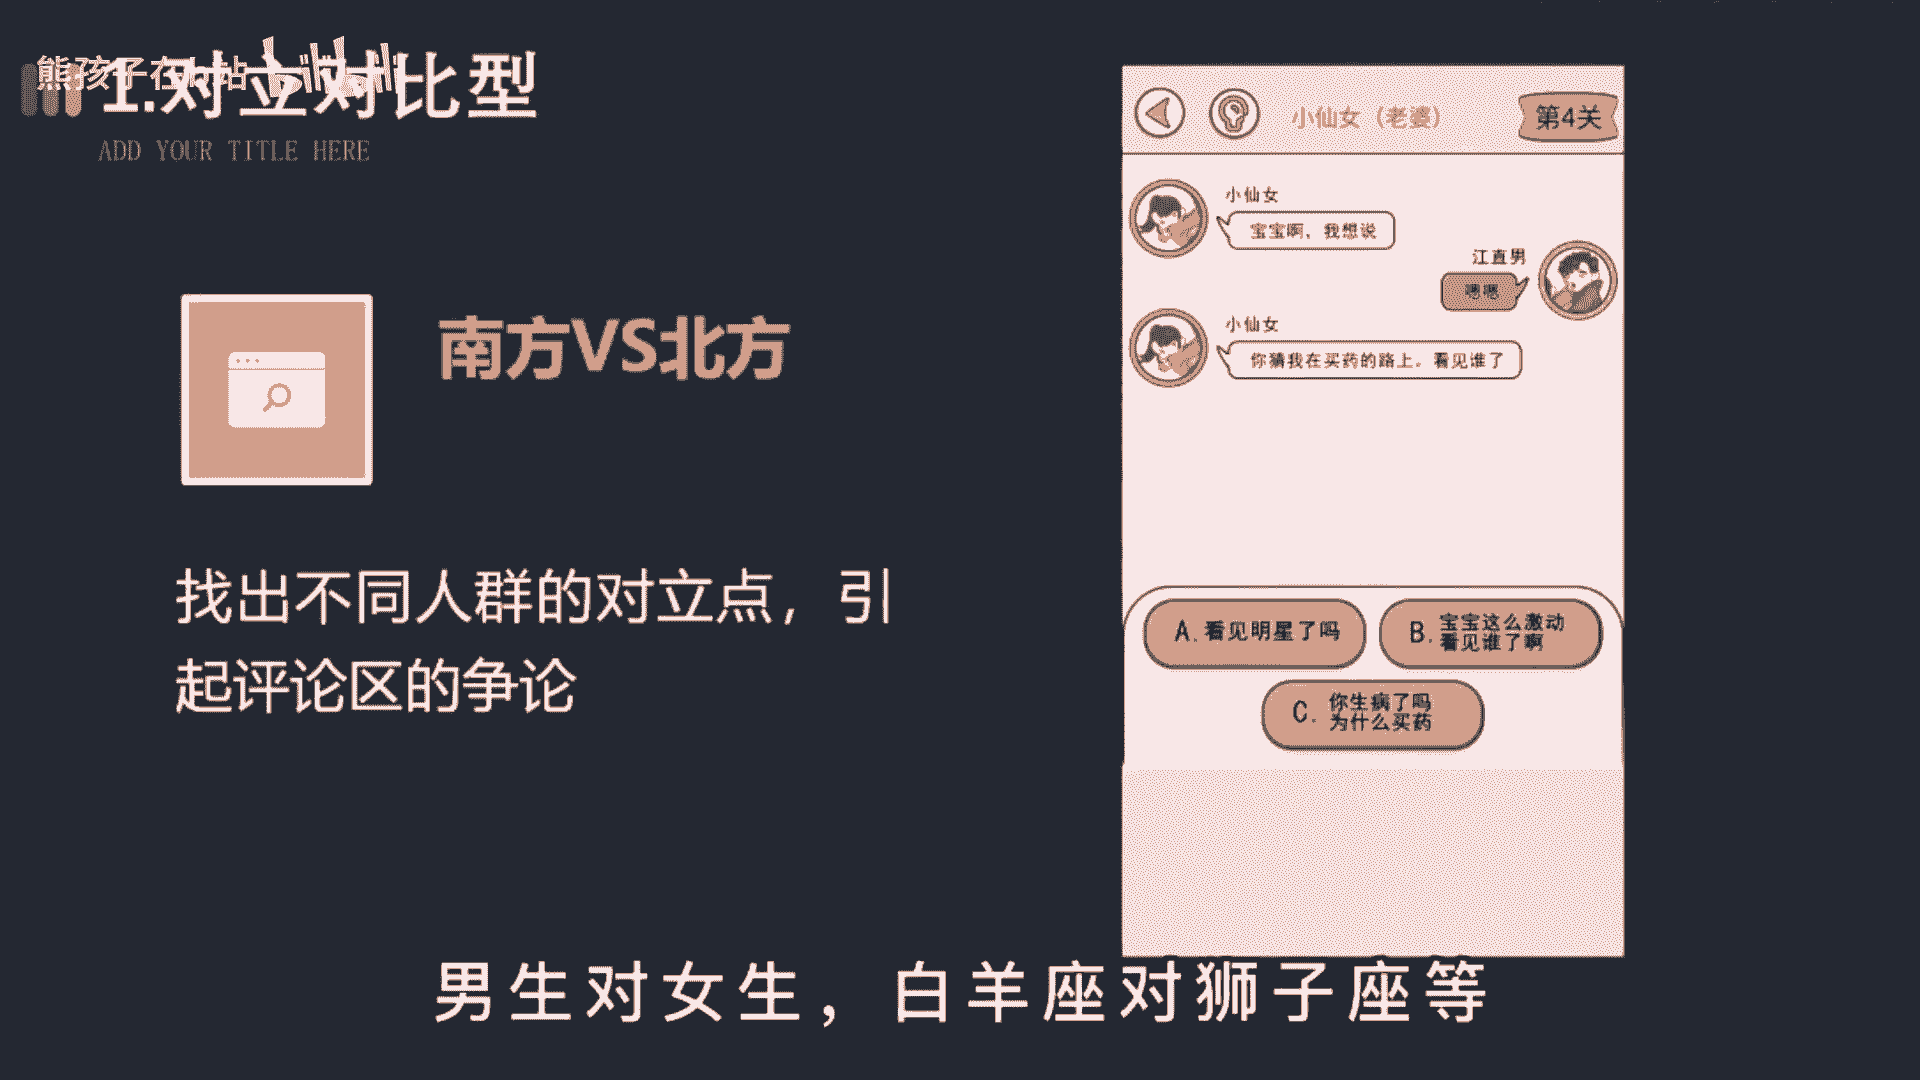 熊孩子在b站
1.对立对比型
ADD YOUR TITLE HERE
南方VS北方
找出不同人群的对立点，引
起评论区的争论
小仙女（老婆）
第4关
小仙女
宝宝啊，我想说
江直男
嗯嗯
小仙女
你猜我在买药的路上，看见谁了
A.看见明星了吗
B.宝宝这么激动
看见谁了啊
C.你生病了吗
为什么买药
男生对女生，白羊座对狮子座等